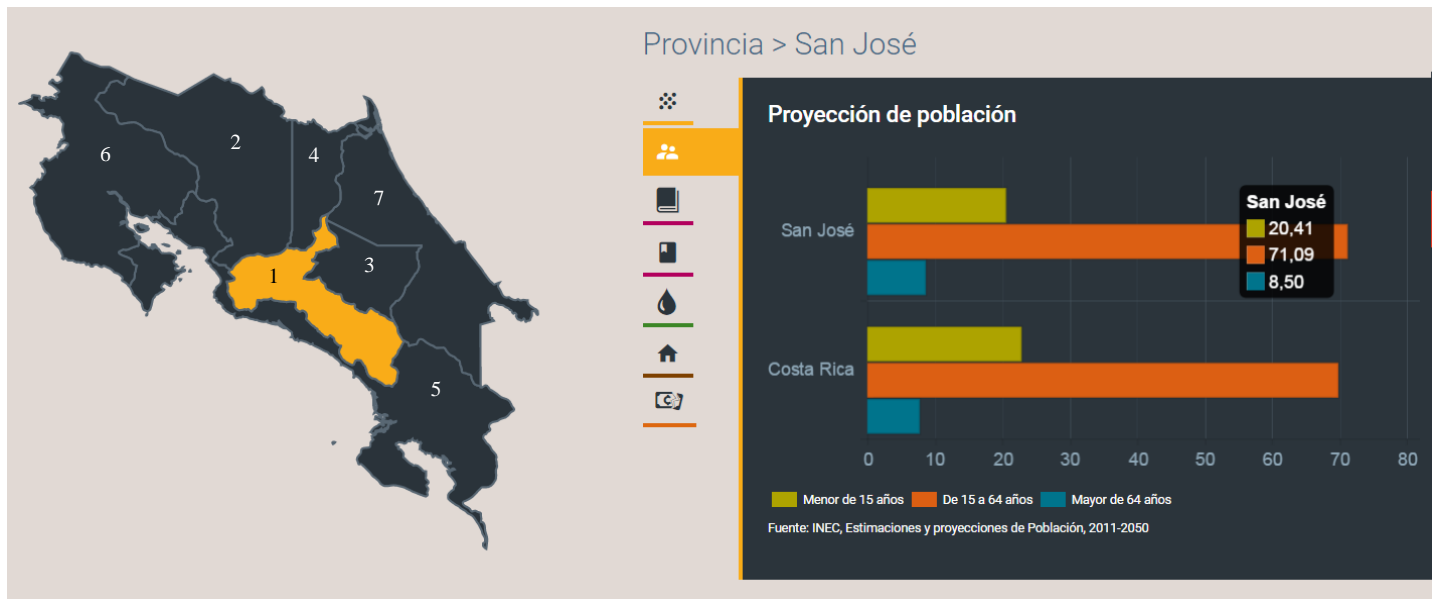 Provincia > San José
Proyección de población
6
2
4
7
1
3
5
San José
San José
20,41
71,09
8,50
Costa Rica
0 10 20 30 40 50 60 70 80
Menor de 15 años De 15 a 64 años Mayor de 64 años
Fuente: INEC, Estimaciones y proyecciones de Población, 2011-2050